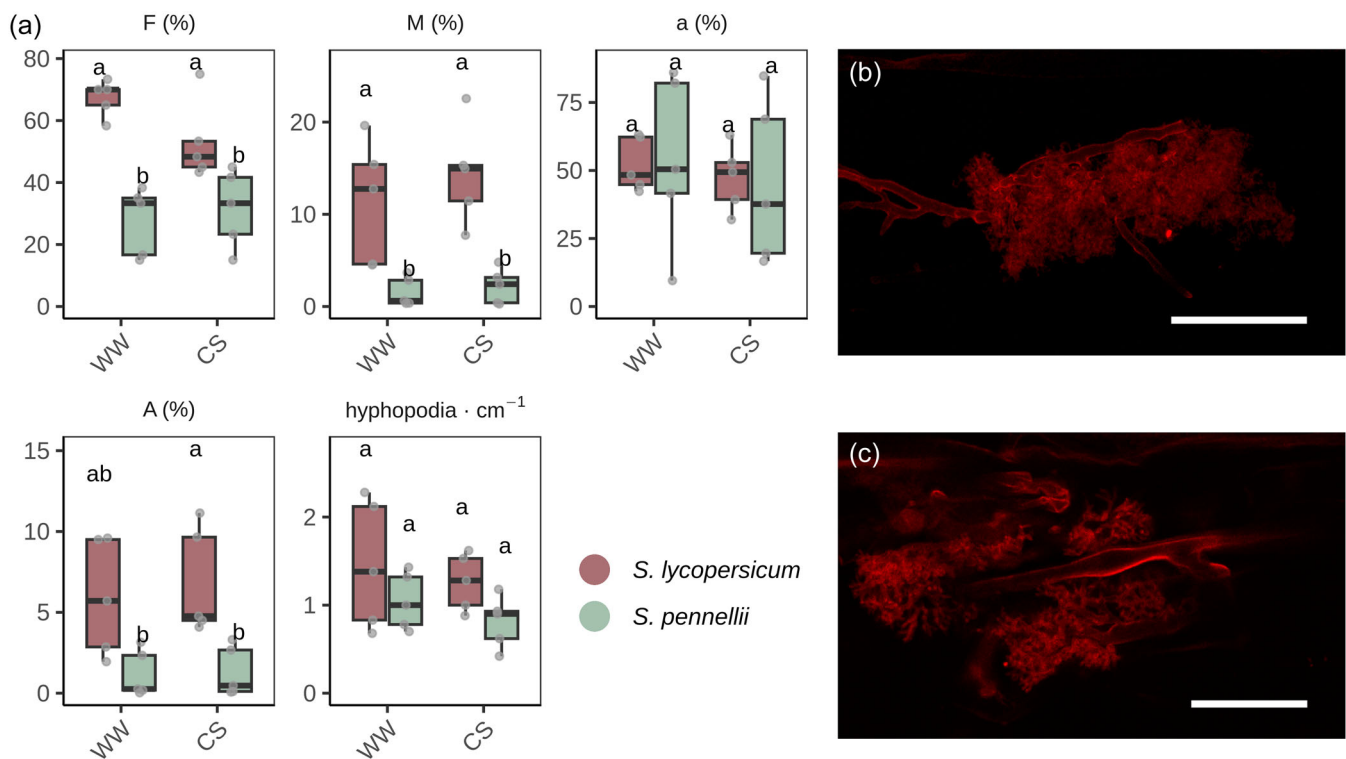 (a)
F (%)
M (%)
a (%)
80
60
40
20
0
a
b
a
b
WW
CS
20
10
0
a
b
a
b
WW
CS
75
50
25
0
a
a
a
a
WW
CS
(b)
A (%)
hyphopodia · cm⁻¹
15
10
5
0
ab
b
a
b
WW
CS
2
1
0
a
a
a
a
WW
CS
S. lycopersicum
S. pennellii
(c)